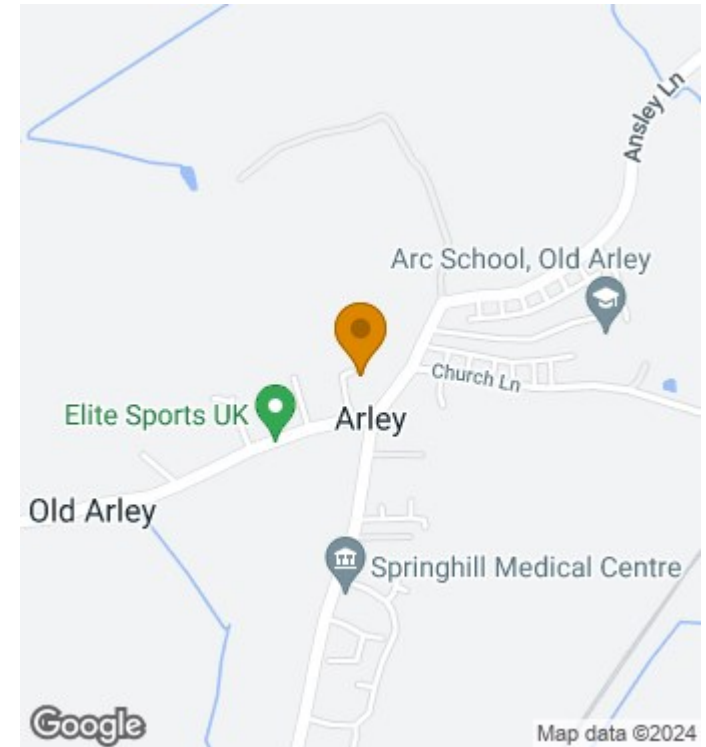 Ansley Ln
Arc School, Old Arley
Church Ln
Elite Sports UK
Arley
Old Arley
Springhill Medical Centre
Google
Map data ©2024